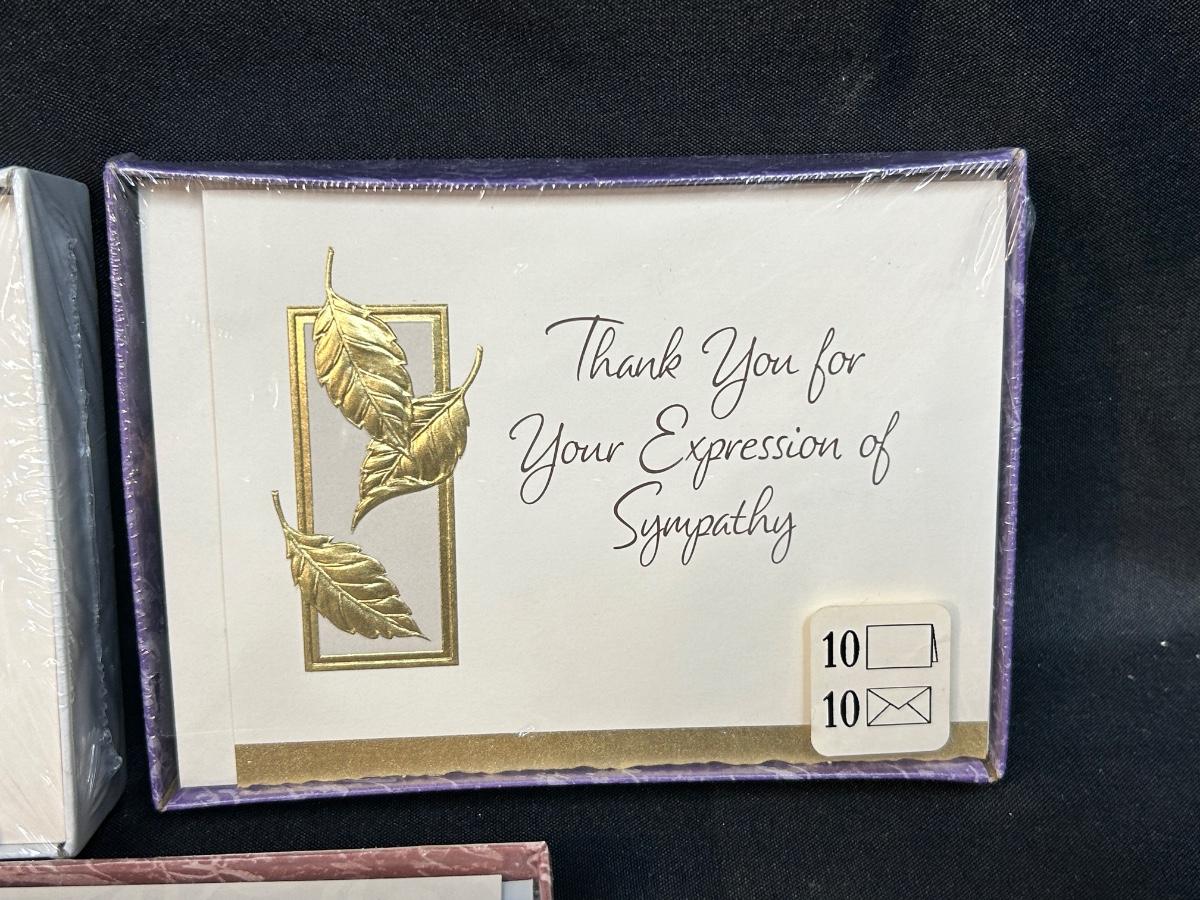 Thank You for
Your Expression of
Sympathy
10
10